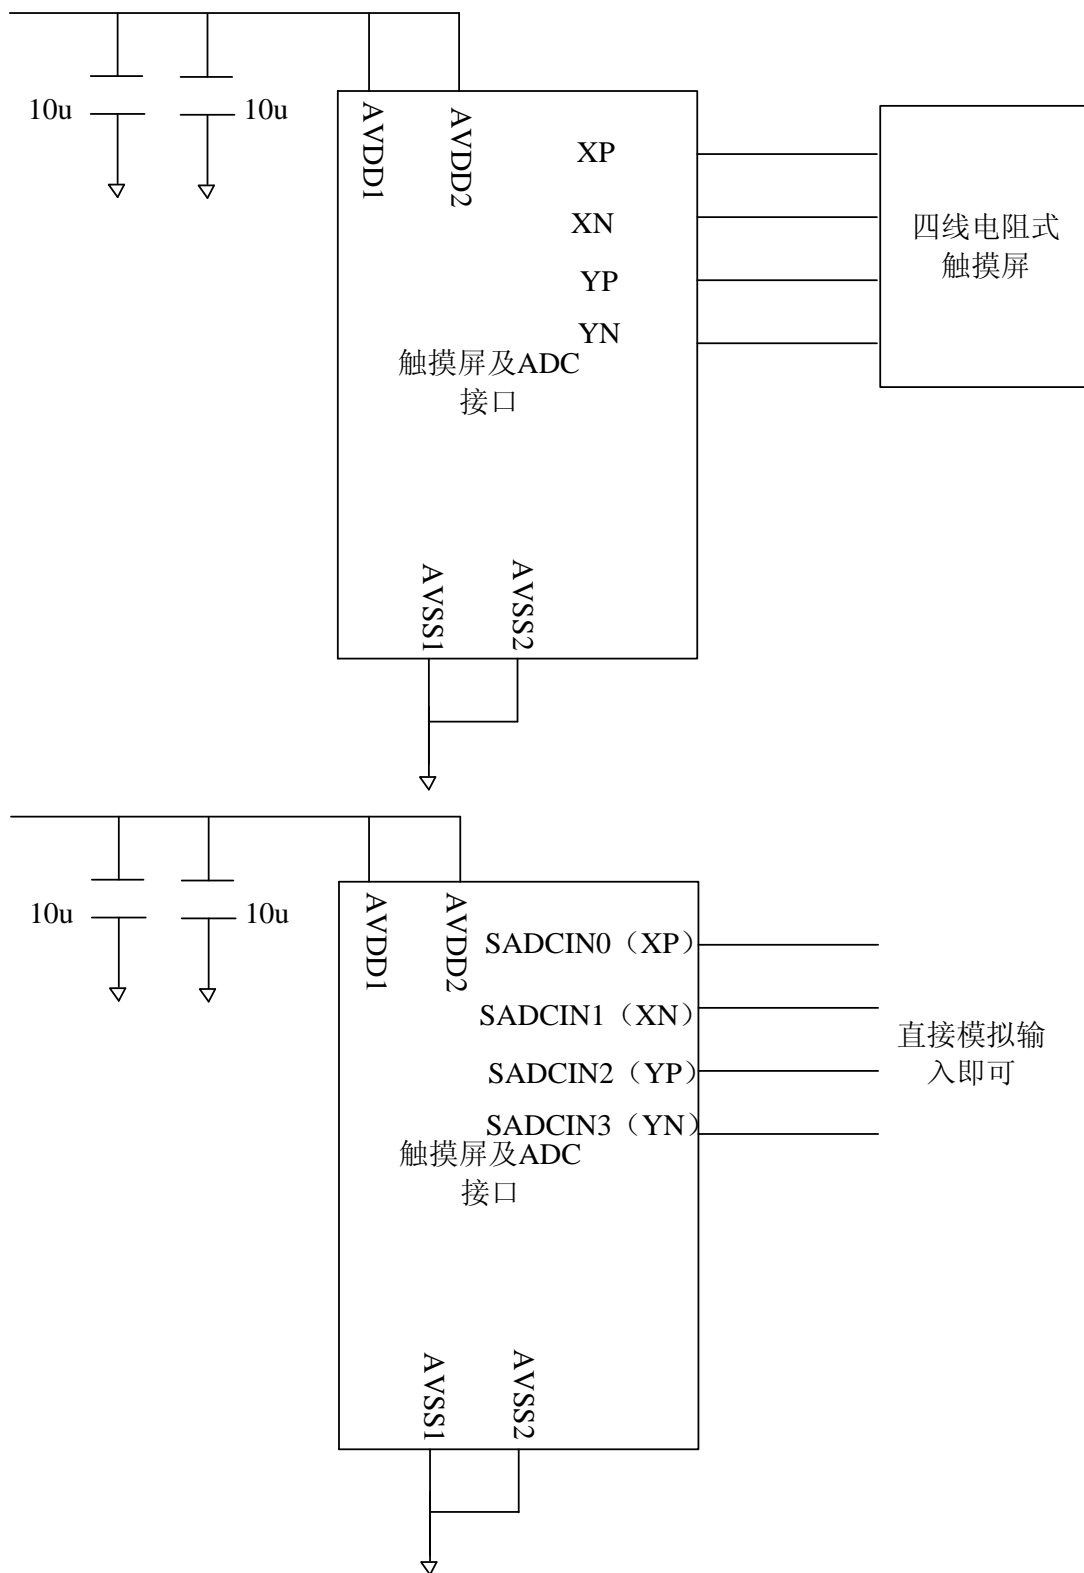 10u
10u
AVDD1
AVDD2
XP
XN
YP
YN
四线电阻式
触摸屏
触摸屏及ADC
接口
AVSS1
AVSS2
10u
10u
AVDD1
AVDD2
SADCIN0（XP）
SADCIN1（XN）
SADCIN2（YP）
SADCIN3（YN）
直接模拟输
入即可
触摸屏及ADC
接口
AVSS1
AVSS2